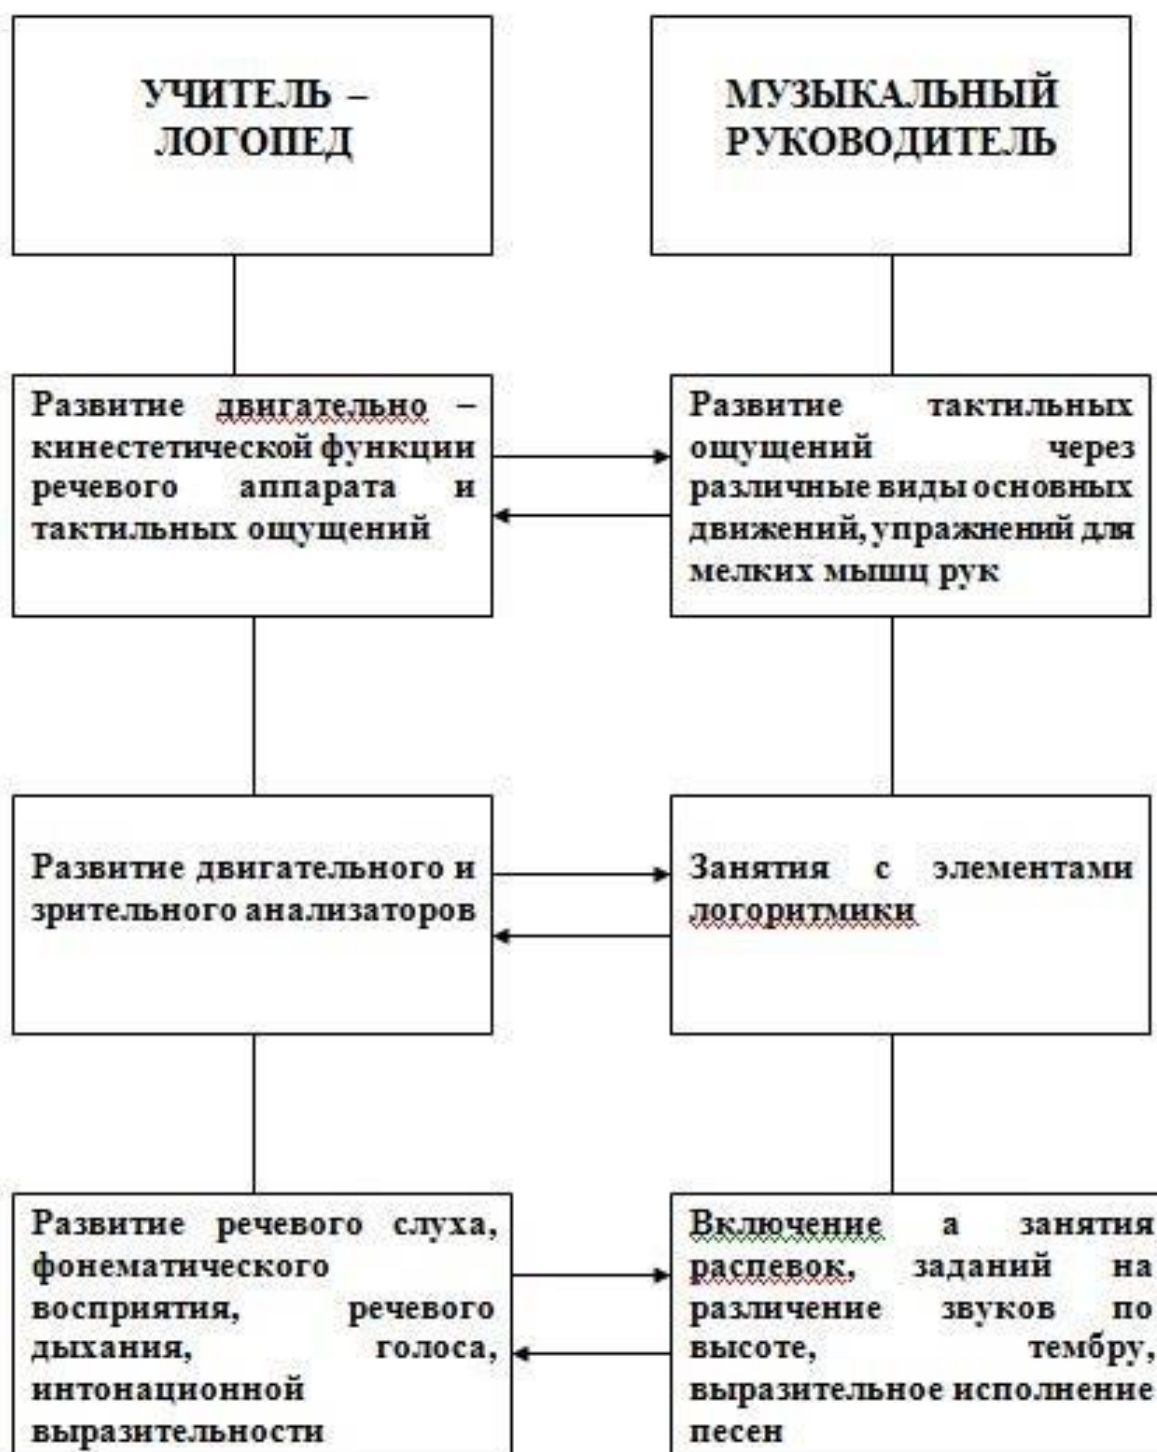 УЧИТЕЛЬ –
ЛОГОПЕД
МУЗЫКАЛЬНЫЙ
РУКОВОДИТЕЛЬ
Развитие двигательно –
кинестетической функции
речевого аппарата и
тактильных ощущений
Развитие тактильных
ощущений через
различные виды основных
движений, упражнений для
мелких мышц рук
Развитие двигательного и
зрительного анализаторов
Занятия с элементами
логоритмики
Развитие речевого слуха,
фонематического
восприятия, речевого
дыхания, голоса,
интонационной
выразительности
Включение а занятия
распевок, заданий на
различение звуков по
высоте, тембру,
выразительное исполнение
песен